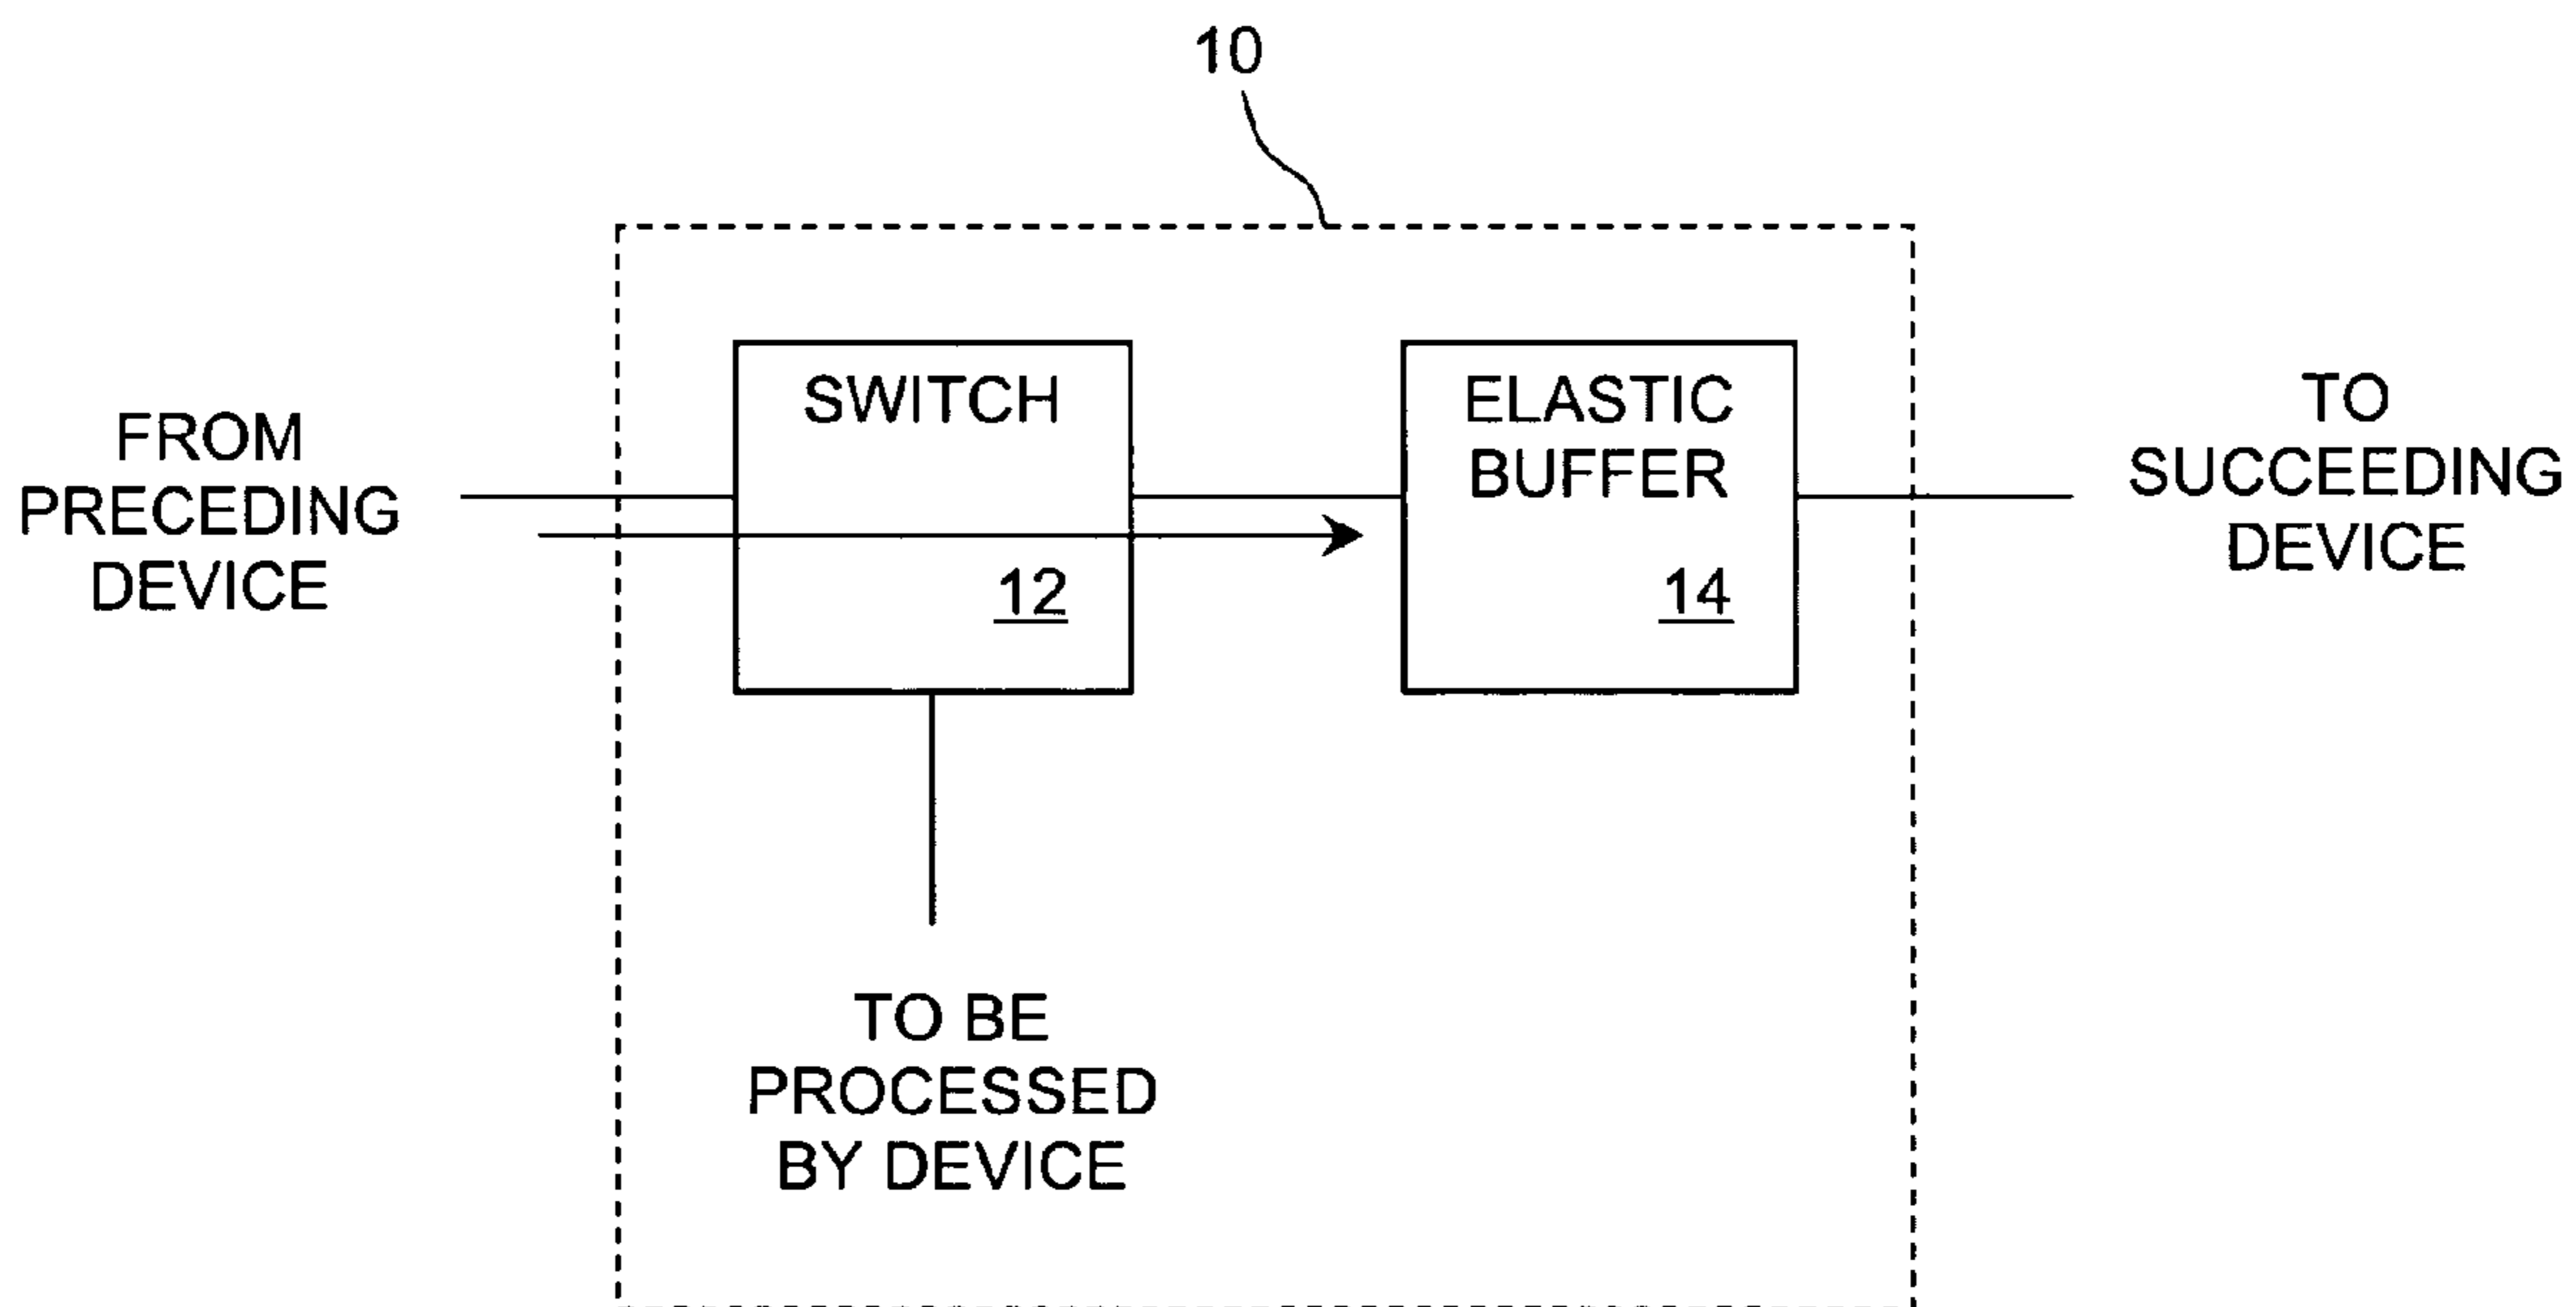 10
FROM
PRECEDING
DEVICE
SWITCH
12
ELASTIC
BUFFER
14
TO
SUCCEEDING
DEVICE
TO BE
PROCESSED
BY DEVICE